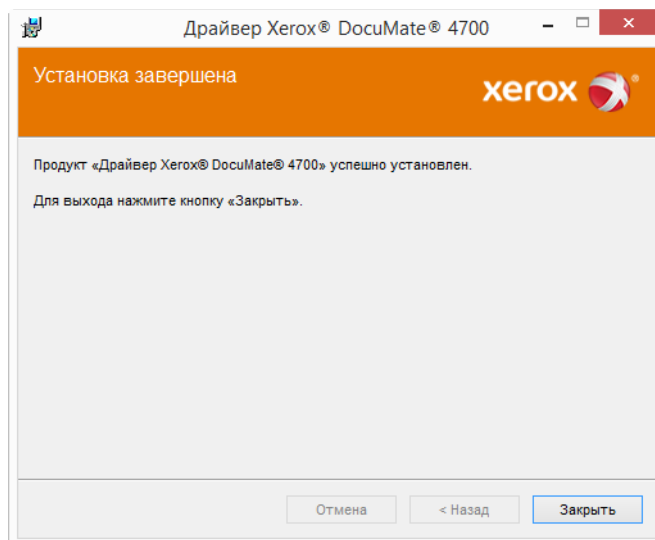 Драйвер Xerox® DocuMate® 4700
Установка завершена
xerox
Продукт «Драйвер Xerox® DocuMate® 4700» успешно установлен.
Для выхода нажмите кнопку «Закрыть».
Отмена
< Назад
Закрыть